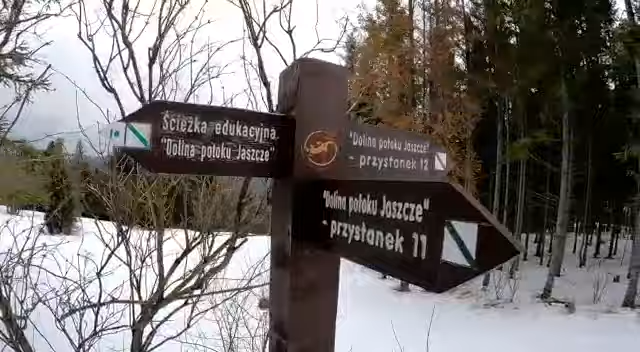 Ścieżka edukacyjna
"Dolina potoku Jaszcze"
"Dolina potoku Jaszcze
- przystanek 12
"Dolina potoku Jaszcze"
- przystanek 11